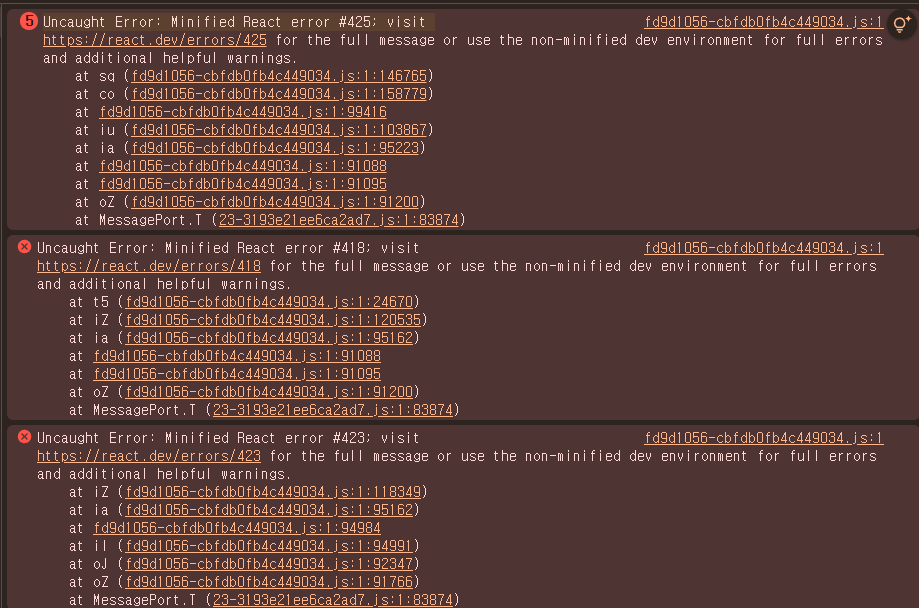 5 Uncaught Error: Minified React error #425; visit fd9d1056-cbfdb0fb4c449034.js:1
https://react.dev/errors/425 for the full message or use the non-minified dev environment for full errors
and additional helpful warnings.
at sq (fd9d1056-cbfdb0fb4c449034.js:1:146765)
at co (fd9d1056-cbfdb0fb4c449034.js:1:158779)
at fd9d1056-cbfdb0fb4c449034.js:1:99416
at iu (fd9d1056-cbfdb0fb4c449034.js:1:103867)
at ia (fd9d1056-cbfdb0fb4c449034.js:1:95223)
at fd9d1056-cbfdb0fb4c449034.js:1:91088
at fd9d1056-cbfdb0fb4c449034.js:1:91095
at oZ (fd9d1056-cbfdb0fb4c449034.js:1:91200)
at MessagePort.T (23-3193e21ee6ca2ad7.js:1:83874)
Uncaught Error: Minified React error #418; visit fd9d1056-cbfdb0fb4c449034.js:1
https://react.dev/errors/418 for the full message or use the non-minified dev environment for full errors
and additional helpful warnings.
at t5 (fd9d1056-cbfdb0fb4c449034.js:1:24670)
at iZ (fd9d1056-cbfdb0fb4c449034.js:1:120535)
at ia (fd9d1056-cbfdb0fb4c449034.js:1:95162)
at fd9d1056-cbfdb0fb4c449034.js:1:91088
at fd9d1056-cbfdb0fb4c449034.js:1:91095
at oZ (fd9d1056-cbfdb0fb4c449034.js:1:91200)
at MessagePort.T (23-3193e21ee6ca2ad7.js:1:83874)
Uncaught Error: Minified React error #423; visit fd9d1056-cbfdb0fb4c449034.js:1
https://react.dev/errors/423 for the full message or use the non-minified dev environment for full errors
and additional helpful warnings.
at iZ (fd9d1056-cbfdb0fb4c449034.js:1:118349)
at ia (fd9d1056-cbfdb0fb4c449034.js:1:95162)
at fd9d1056-cbfdb0fb4c449034.js:1:94984
at il (fd9d1056-cbfdb0fb4c449034.js:1:94991)
at oJ (fd9d1056-cbfdb0fb4c449034.js:1:92347)
at oZ (fd9d1056-cbfdb0fb4c449034.js:1:91766)
at MessagePort.T (23-3193e21ee6ca2ad7.js:1:83874)